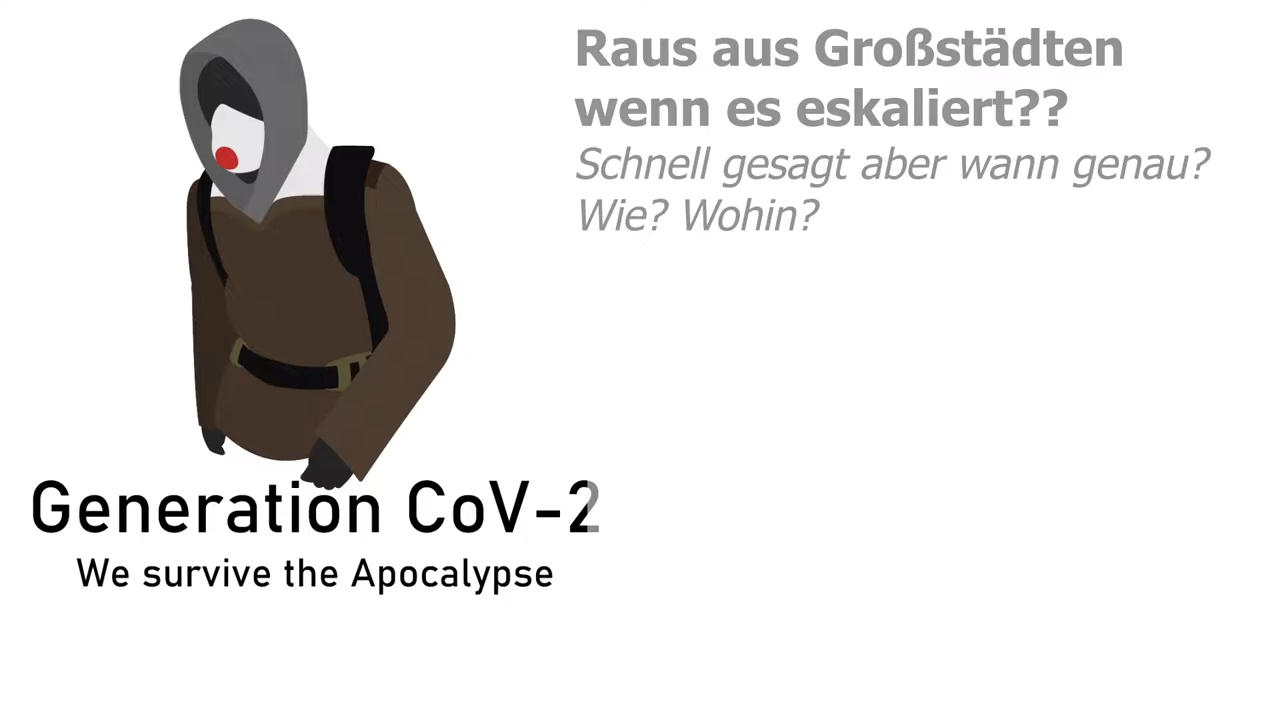 Raus aus Großstädten
wenn es eskaliert??
Schnell gesagt aber wann genau?
Wie? Wohin?
Generation CoV-2
We survive the Apocalypse